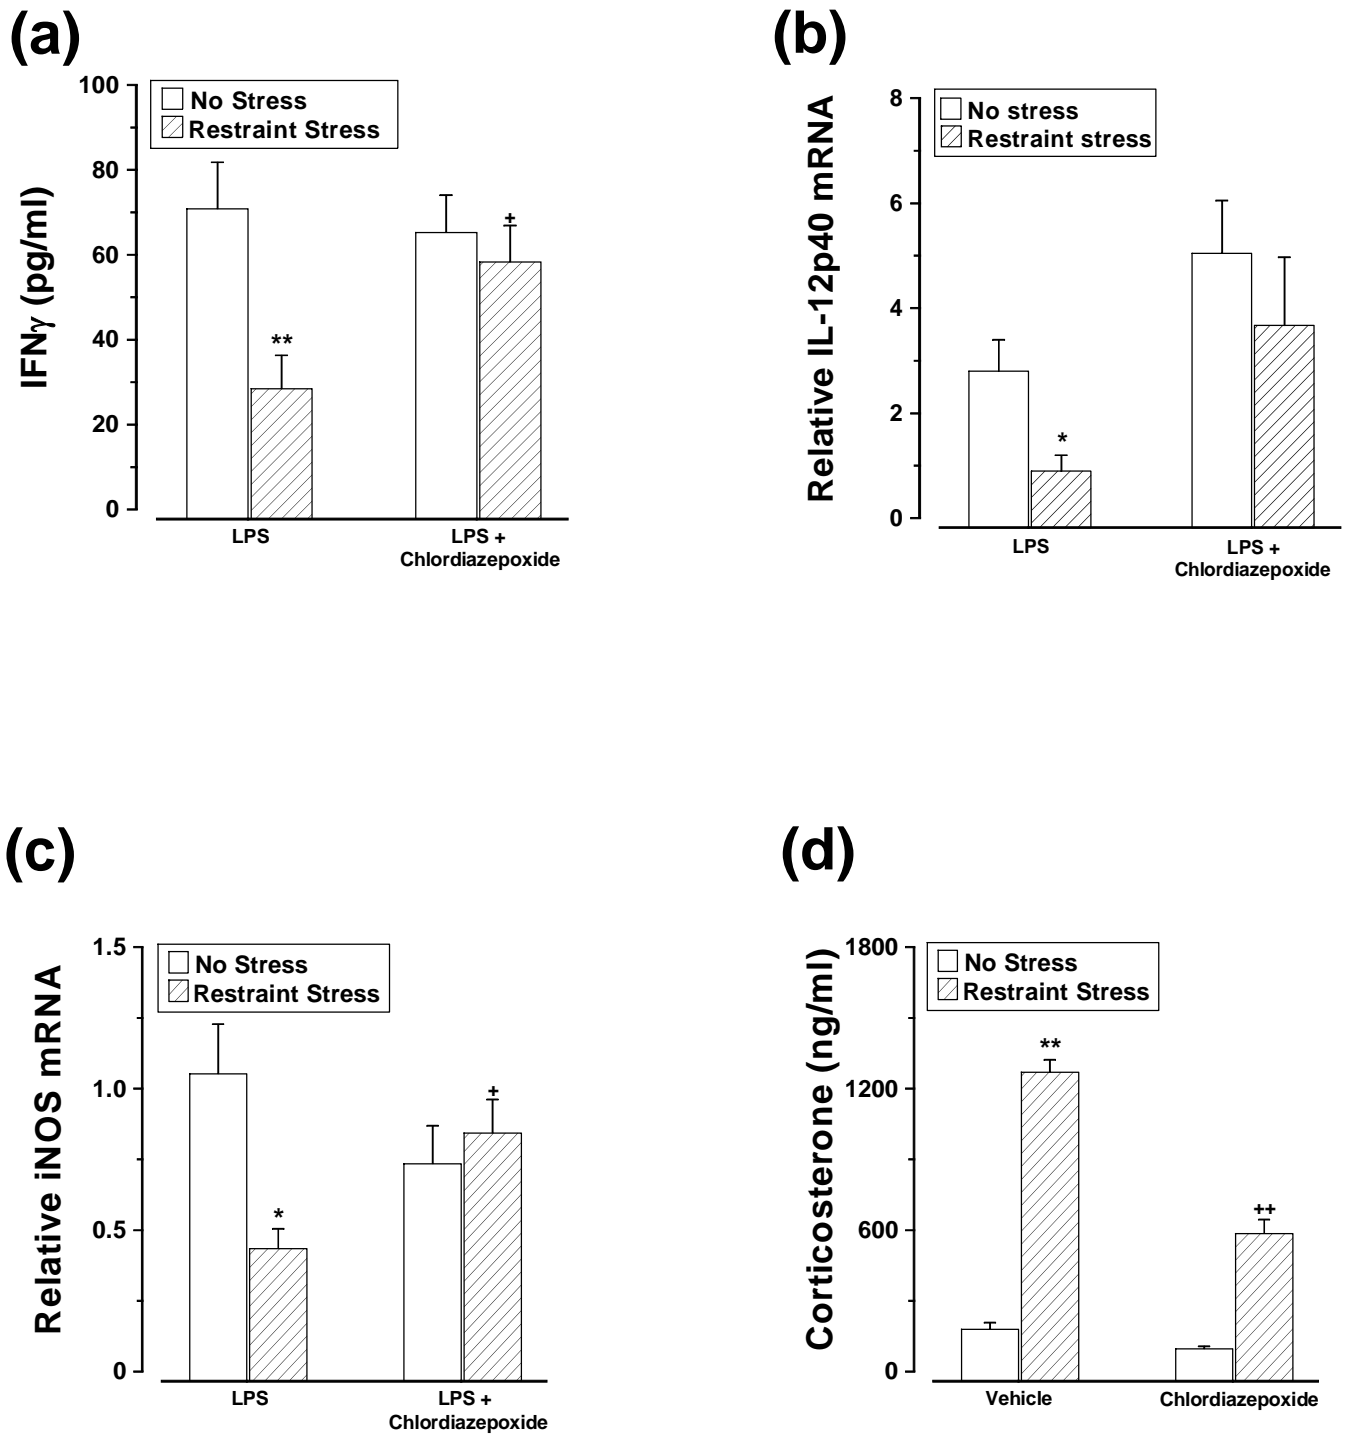 (a)
100
80
60
40
20
0
IFNγ (pg/ml)
No Stress
Restraint Stress
**
+
LPS
LPS +
Chlordiazepoxide
(b)
8
6
4
2
0
Relative IL-12p40 mRNA
No stress
Restraint stress
*
LPS
LPS +
Chlordiazepoxide
(c)
1.5
1.0
0.5
0
Relative iNOS mRNA
No Stress
Restraint Stress
*
+
LPS
LPS +
Chlordiazepoxide
(d)
1800
1200
600
0
Corticosterone (ng/ml)
No Stress
Restraint Stress
**
++
Vehicle
Chlordiazepoxide